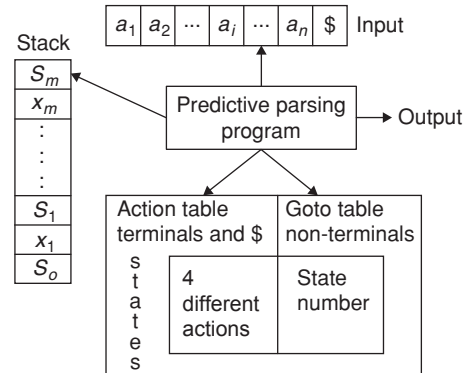 a1 a2 ... ai ... an $ Input
Stack
Sm
xm
.
.
.
.
S1
x1
So
Predictive parsing
program
Output
Action table
terminals and $
Goto table
non-terminals
states
4
different
actions
State
number